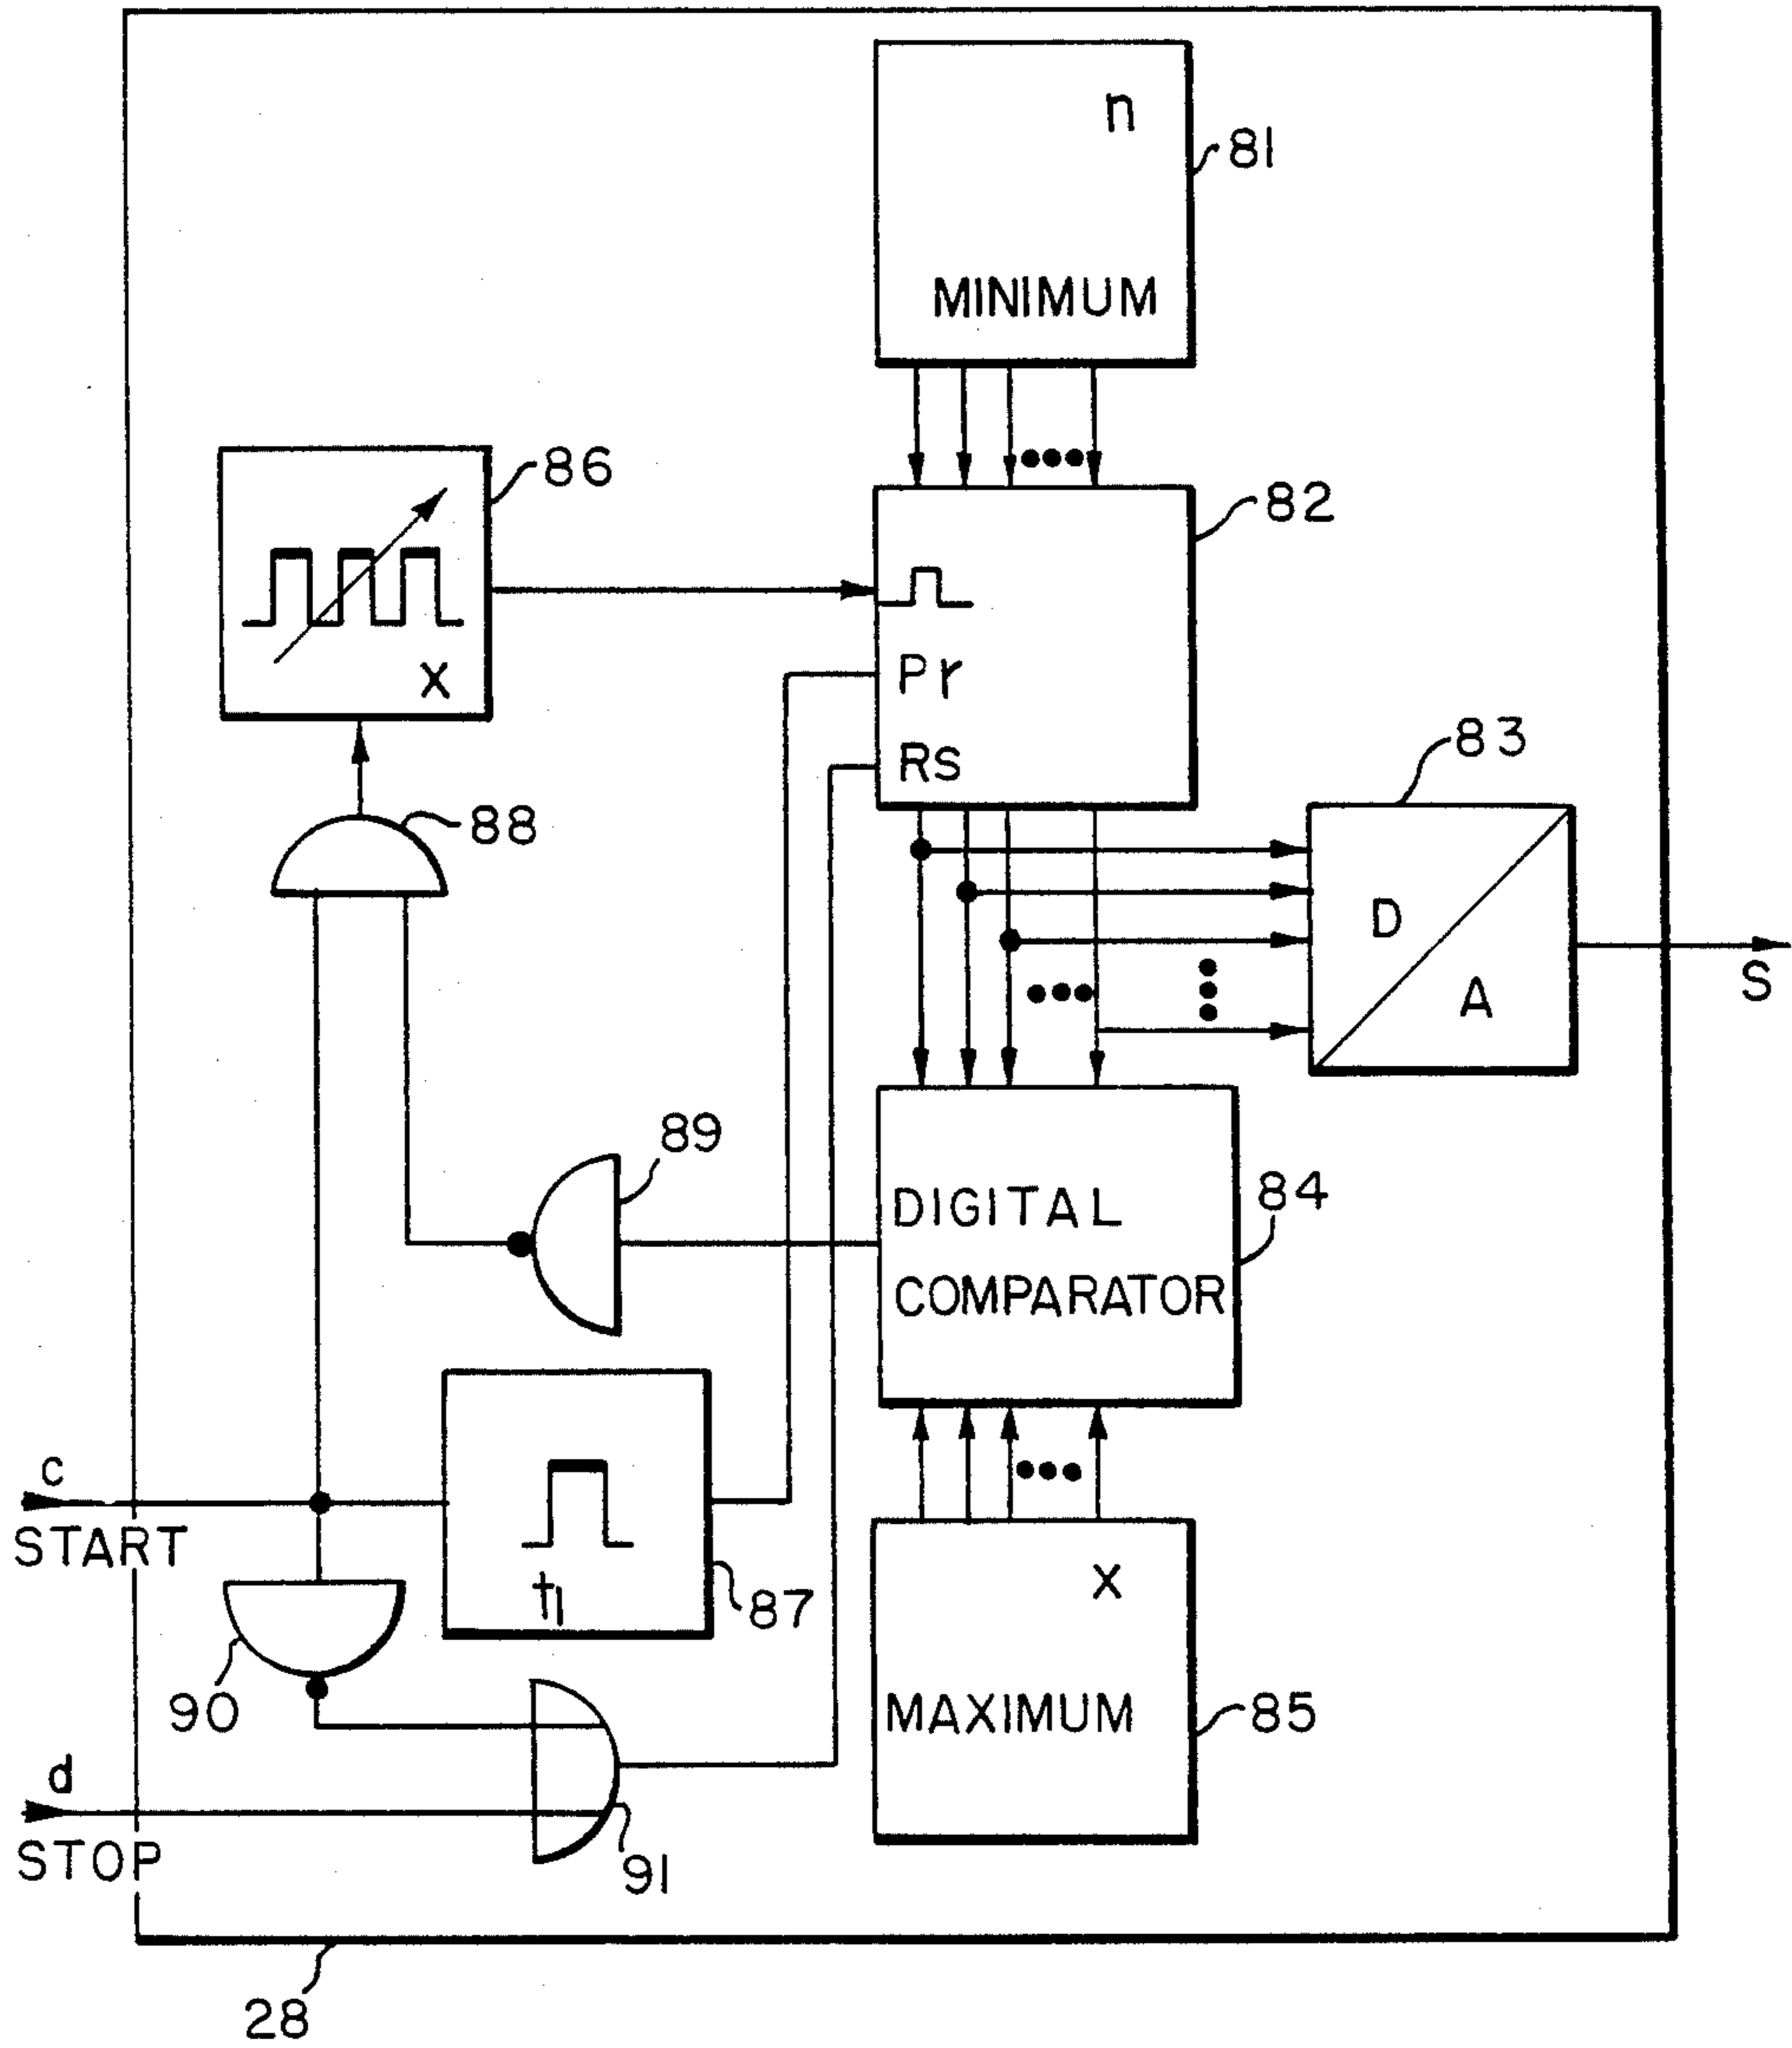 n
81
MINIMUM
86
82
X
Pr
RS
83
88
D
A
S
89
DIGITAL
COMPARATOR
84
c
START
t1
87
X
90
MAXIMUM
85
d
STOP
91
28